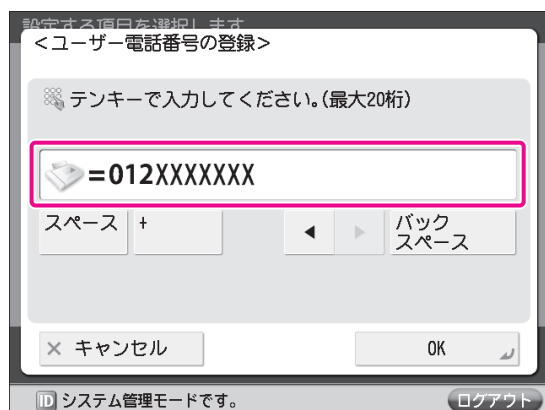 設定する項目を選択します
<ユーザー電話番号の登録>
テンキーで入力してください。(最大20桁)
=012XXXXXXX
スペース + ◀ ▶ バック
スペース
× キャンセル OK
ID システム管理モードです。 ログアウト